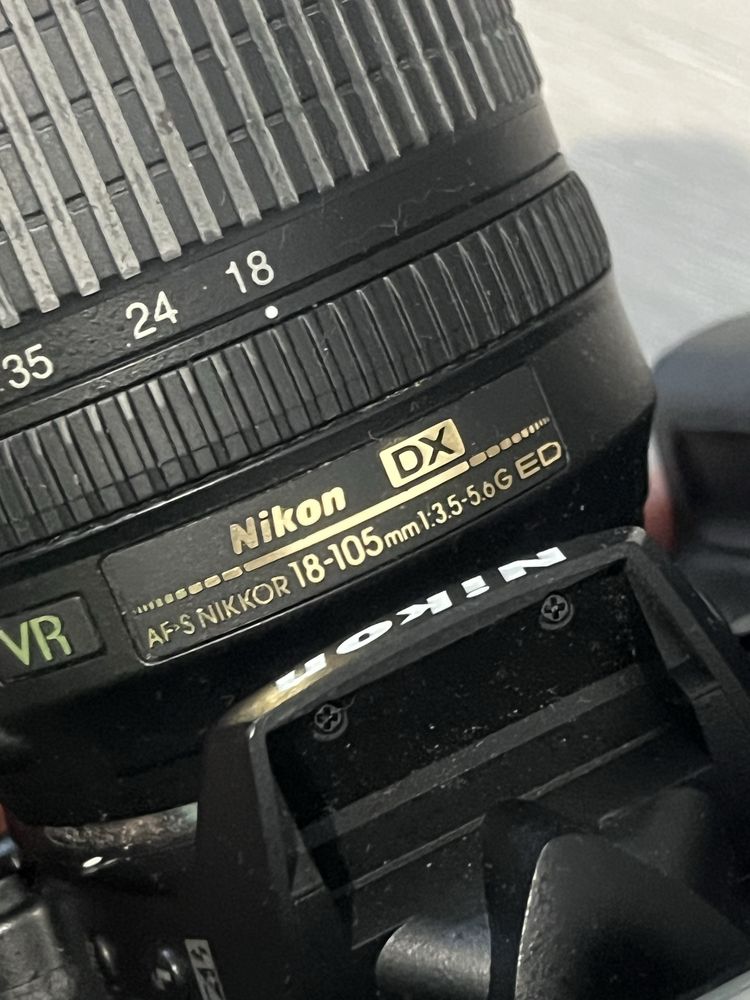 18
24
35
DX
Nikon
AF-S NIKKOR 18-105mm 1:3.5-5.6G ED
VR
Nikon